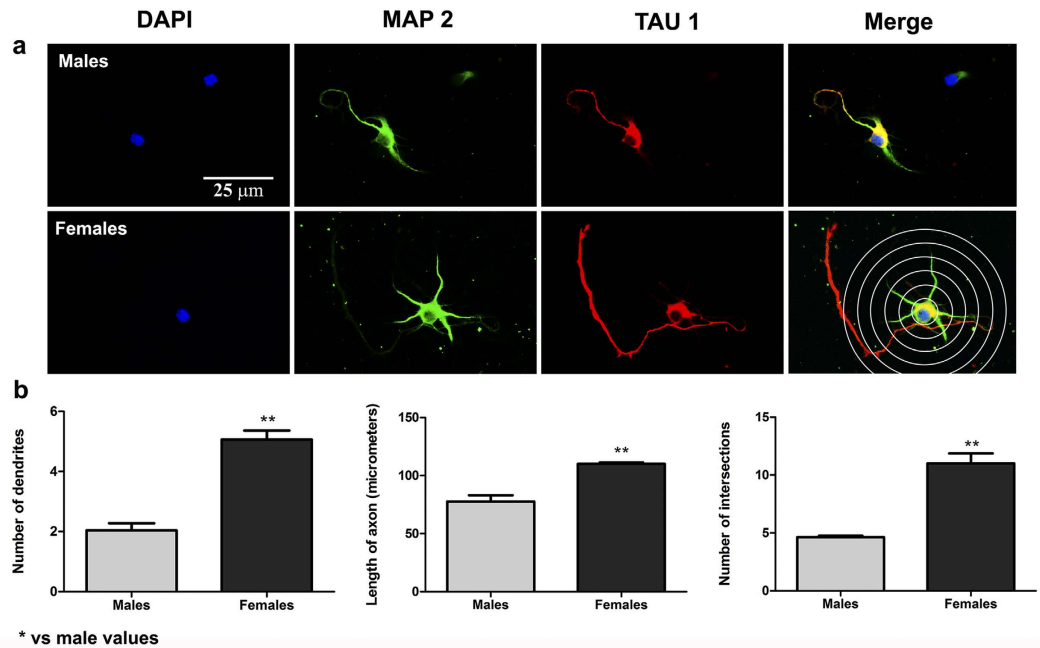 DAPI MAP 2 TAU 1 Merge
a
Males
25 µm
Females
b
Number of dendrites
6
4
2
0
**
Males Females
Length of axon (micrometers)
150
100
50
0
**
Males Females
Number of intersections
15
10
5
0
**
Males Females
* vs male values